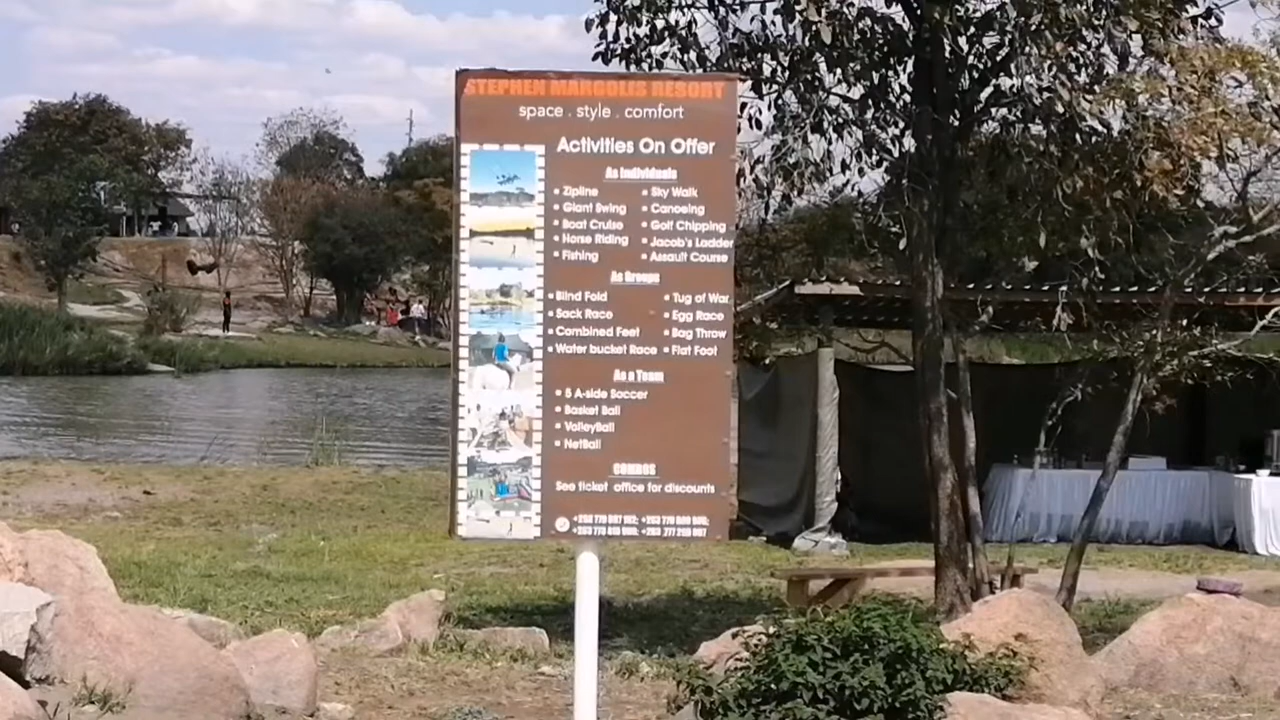 STEPHEN MARGOLIS RESORT
space . style . comfort
Activities On Offer
As Individuals
• Zipline
• Giant Swing
• Boat Cruise
• Horse Riding
• Fishing
• Sky Walk
• Canoeing
• Golf Chipping
• Jacob's Ladder
• Assault Course
As Groups
• Blind Fold
• Sack Race
• Combined Feet
• Water bucket Race
• Tug of War
• Egg Race
• Bag Throw
• Flat Foot
As a Team
• 5 A-side Soccer
• Basket Ball
• VolleyBall
• NetBall
COMBOS
See ticket office for discounts